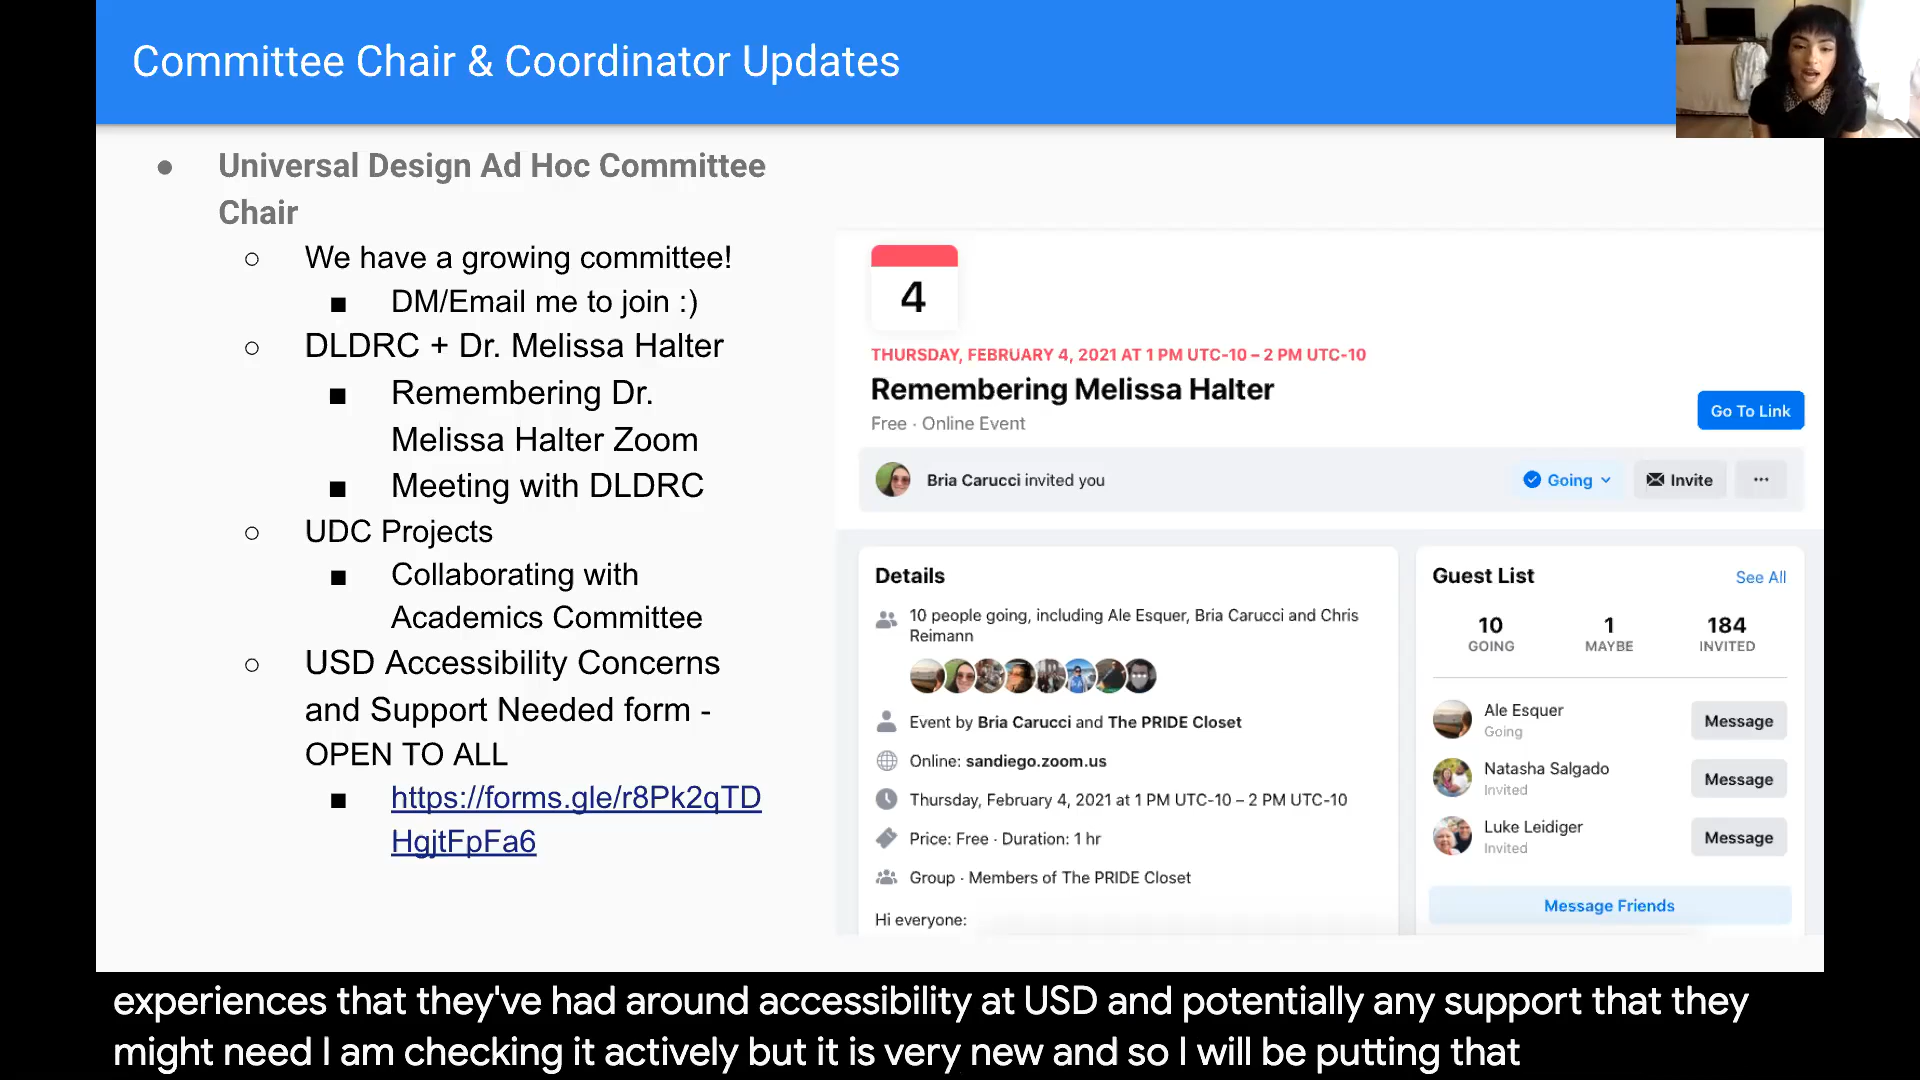 Committee Chair & Coordinator Updates
● Universal Design Ad Hoc Committee
Chair
○ We have a growing committee!
■ DM/Email me to join :)
○ DLDRC + Dr. Melissa Halter
■ Remembering Dr.
Melissa Halter Zoom
■ Meeting with DLDRC
○ UDC Projects
■ Collaborating with
Academics Committee
○ USD Accessibility Concerns
and Support Needed form -
OPEN TO ALL
■ https://forms.gle/r8Pk2qTD
HgjtFpFa6
4
THURSDAY, FEBRUARY 4, 2021 AT 1 PM UTC-10 – 2 PM UTC-10
Remembering Melissa Halter
Free · Online Event
Go To Link
Bria Carucci invited you
Going
Invite
Details
10 people going, including Ale Esquer, Bria Carucci and Chris
Reimann
Event by Bria Carucci and The PRIDE Closet
Online: sandiego.zoom.us
Thursday, February 4, 2021 at 1 PM UTC-10 – 2 PM UTC-10
Price: Free · Duration: 1 hr
Group · Members of The PRIDE Closet
Hi everyone:
Guest List
See All
10 1 184
GOING MAYBE INVITED
Ale Esquer
Going
Message
Natasha Salgado
Invited
Message
Luke Leidiger
Invited
Message
Message Friends
experiences that they've had around accessibility at USD and potentially any support that they
might need I am checking it actively but it is very new and so I will be putting that